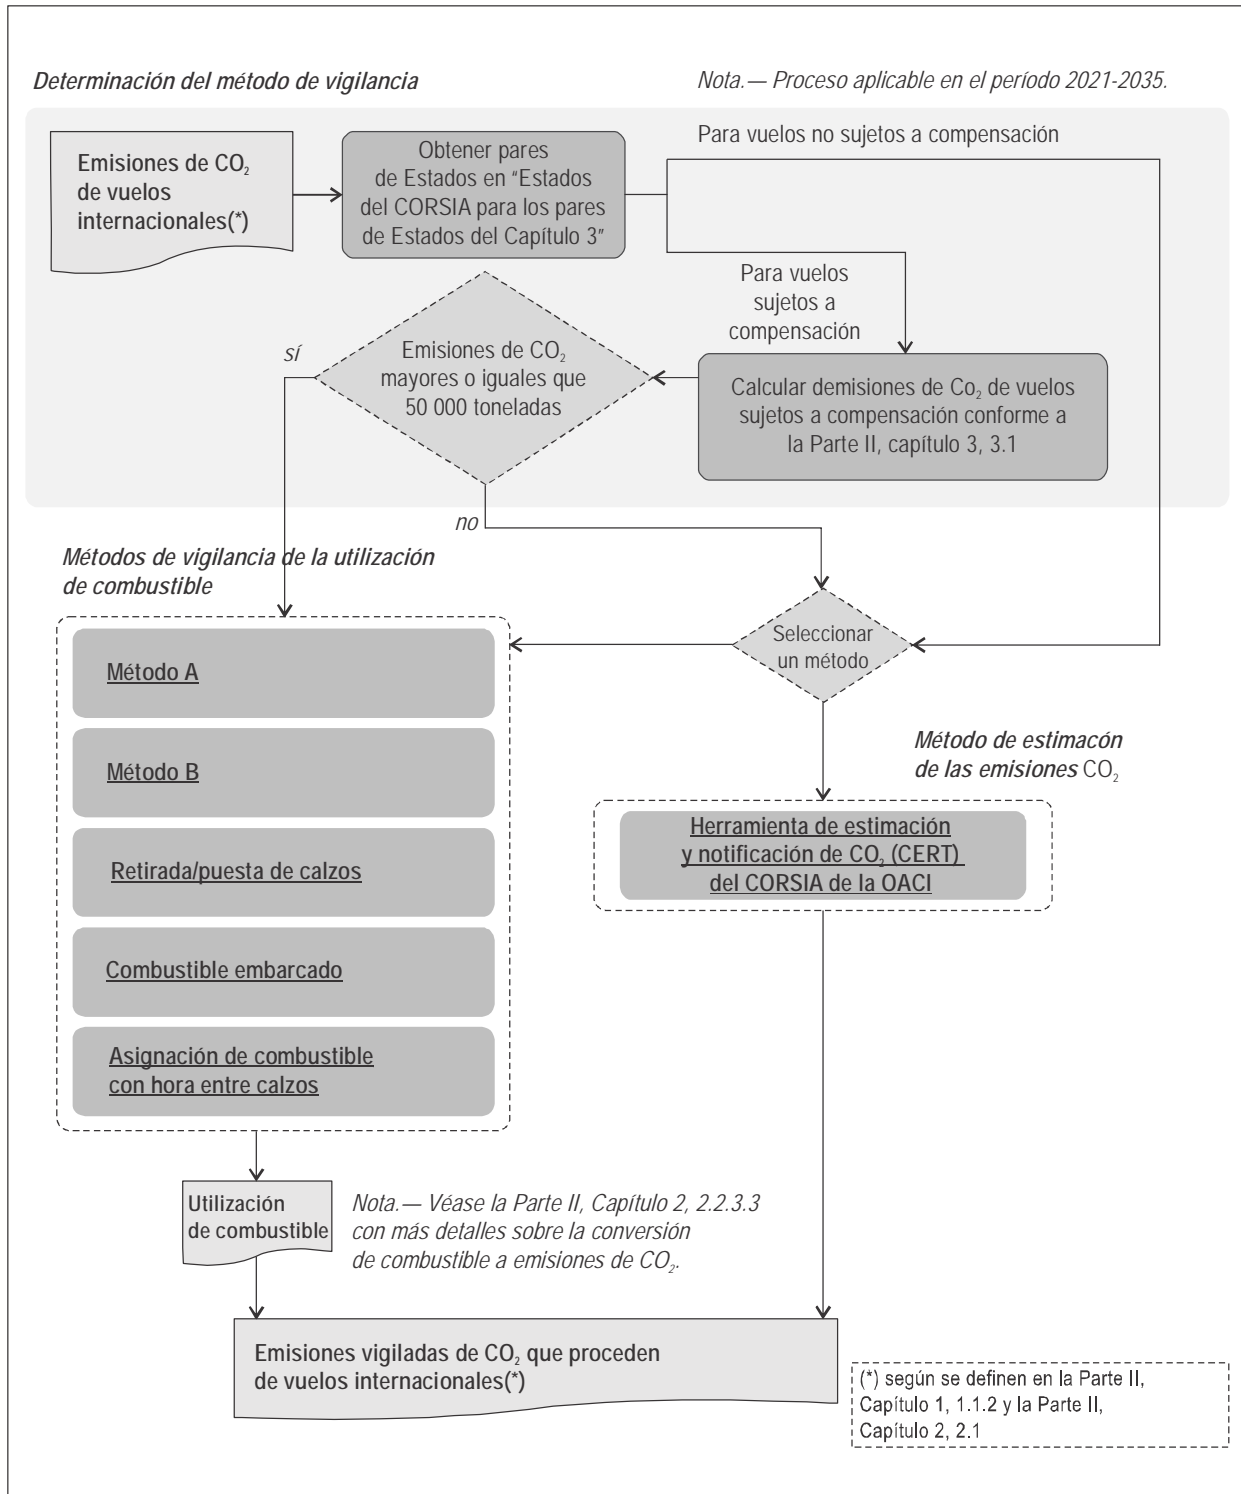 Determinación del método de vigilancia
Nota.— Proceso aplicable en el período 2021-2035.
Emisiones de CO₂
de vuelos
internacionales(*)
Obtener pares
de Estados en "Estados
del CORSIA para los pares
de Estados del Capítulo 3"
Para vuelos no sujetos a compensación
Para vuelos
sujetos a
compensación
sí
Emisiones de CO₂
mayores o iguales que
50 000 toneladas
Calcular demisiones de Co₂ de vuelos
sujetos a compensación conforme a
la Parte II, capítulo 3, 3.1
no
Métodos de vigilancia de la utilización
de combustible
Seleccionar
un método
Método A
Método B
Retirada/puesta de calzos
Combustible embarcado
Asignación de combustible
con hora entre calzos
Método de estimacón
de las emisiones CO₂
Herramienta de estimación
y notificación de CO₂ (CERT)
del CORSIA de la OACI
Utilización
de combustible
Nota.— Véase la Parte II, Capítulo 2, 2.2.3.3
con más detalles sobre la conversión
de combustible a emisiones de CO₂.
Emisiones vigiladas de CO₂ que proceden
de vuelos internacionales(*)
(*) según se definen en la Parte II,
Capítulo 1, 1.1.2 y la Parte II,
Capítulo 2, 2.1